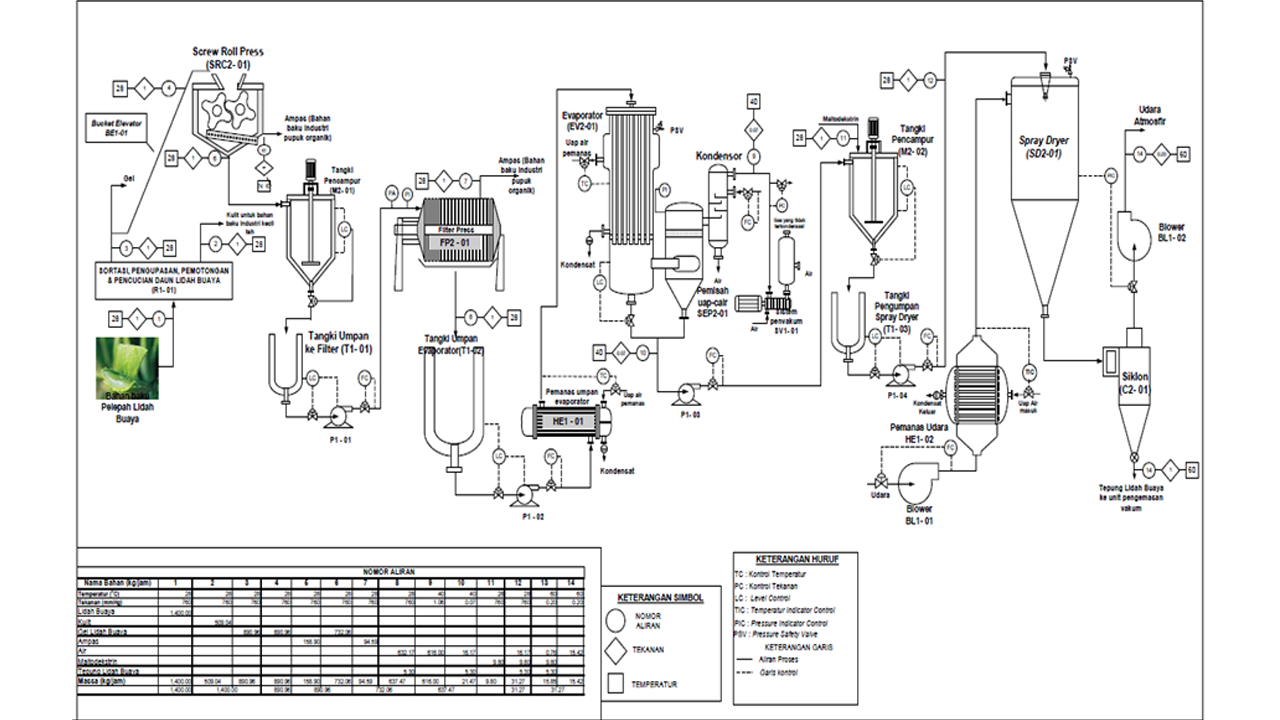 Screw Roll Press
(SRC2- 01)
28
1
4
Bucket Elevator
BE1-01
Ampas (Bahan
baku industri
pupuk organik)
28
1
6
Gel
Kulit untuk bahan
baku industri kecil
teh
3
1
28
2
1
28
SORTASI, PENGUPASAN, PEMOTONGAN
& PENCUCIAN DAUN LIDAH BUAYA
(R1- 01)
28
1
1
Bahan baku
Pelepah Lidah
Buaya
Tangki
Pencampur
(M2- 01)
LC
Tangki Umpan
ke Filter (T1- 01)
LC
FC
P1 - 01
PA
PI
28
1
7
Ampas (Bahan
baku industri
pupuk
organik)
Filter Press
FP2 - 01
8
1
28
Tangki Umpan
Evaporator(T1-02)
LC
FC
P1 - 02
Evaporator
(EV2-01)
Uap air
pemanas
TC
PSV
PI
Kondensat
LC
40
0.07
10
Pemanas umpan
evaporator
TC
Uap air
pemanas
HE1 - 01
Kondensat
Kondensor
40
0.07
9
FC
PC
Gas yang tidak
terkondensasi
Air
Air
Pemisah
uap-cair
SEP2-01
Air
Sistem
penvakum
SV1- 01
FC
P1- 03
Maltodekstrin
28
1
11
Tangki
Pencampur
(M2- 02)
LC
Tangki
Pengumpan
Spray Dryer
(T1- 03)
LC
FC
P1- 04
28
1
12
PSV
Spray Dryer
(SD2-01)
PIC
Udara
Atmosfir
14
0.20
60
Blower
BL1- 02
Siklon
(C2- 01)
TIC
Kondensat
Keluar
Uap Air
masuk
Pemanas Udara
HE1- 02
FC
Udara
Blower
BL1- 01
14
1
60
Tepung Lidah Buaya
ke unit pengemasan
vakum
NOMOR ALIRAN
Nama Bahan (kg/jam) 1 2 3 4 5 6 7 8 9 10 11 12 13 14
Temperatur (°C) 28 28 28 28 28 28 28 28 40 40 28 28 60 60
Tekanan (mmHg) 760 760 760 760 760 760 760 760 1.06 0.07 760 760 0.20 0.20
Lidah Buaya 1,400.00
Kulit 509.04
Gel Lidah Buaya 890.96 890.96 732.06
Ampas 158.90 94.59
Air 632.17 616.00 16.17 16.17 0.76 15.42
Maltodekstrin 9.80 9.80 9.80
Tepung Lidah Buaya 5.30 5.30 5.30 5.30
Massa (kg/jam) 1,400.00 509.04 890.96 890.96 158.90 732.06 94.59 637.47 616.00 21.47 9.80 31.27 15.85 15.42
1,400.00 1,400.00 890.96 890.96 732.06 637.47 31.27 31.27
KETERANGAN SIMBOL
NOMOR
ALIRAN
TEKANAN
TEMPERATUR
KETERANGAN HURUF
TC : Kontrol Temperatur
PC : Kontrol Tekanan
LC : Level Control
TIC : Temperatur Indicator Control
PIC : Pressure Indicator Control
PSV : Pressure Safety Valve
KETERANGAN GARIS
Aliran Proses
Garis kontrol